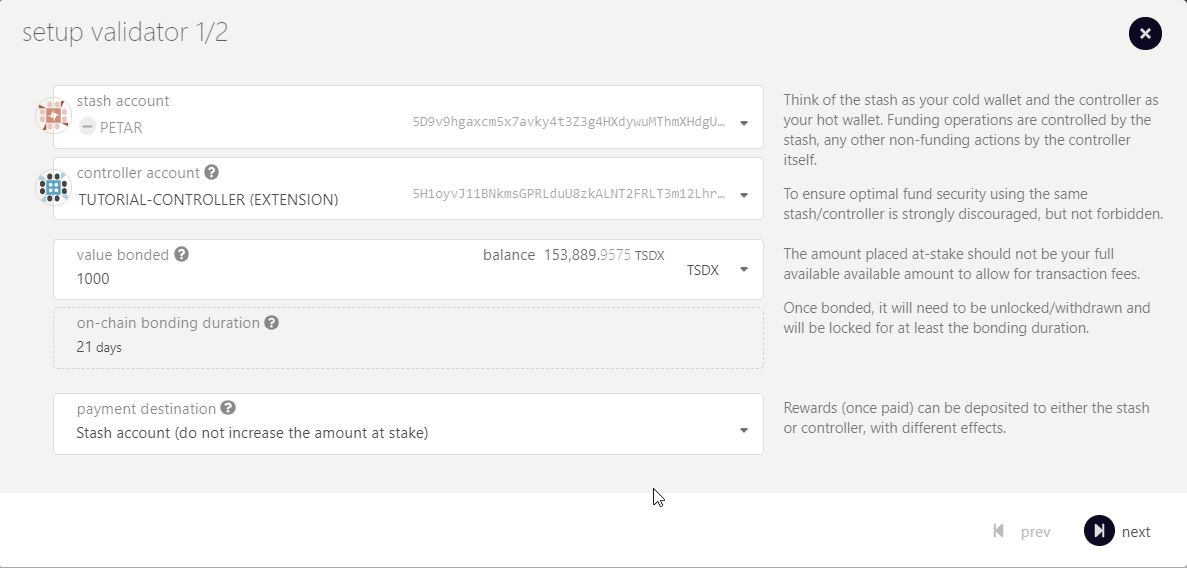 setup validator 1/2
stash account
PETAR
5D9v9hgaxcm5x7avky4t3Z3g4HXdywuMThmXHdgU…
controller account
TUTORIAL-CONTROLLER (EXTENSION)
5H1oyvJ11BNkmsGPRLduU8zkALNT2FRLT3m12Lhr…
Think of the stash as your cold wallet and the controller as
your hot wallet. Funding operations are controlled by the
stash, any other non-funding actions by the controller
itself.
To ensure optimal fund security using the same
stash/controller is strongly discouraged, but not forbidden.
value bonded
balance 153,889.9575 TSDX
1000
TSDX
on-chain bonding duration
21 days
The amount placed at-stake should not be your full
available available amount to allow for transaction fees.
Once bonded, it will need to be unlocked/withdrawn and
will be locked for at least the bonding duration.
payment destination
Stash account (do not increase the amount at stake)
Rewards (once paid) can be deposited to either the stash
or controller, with different effects.
prev
next